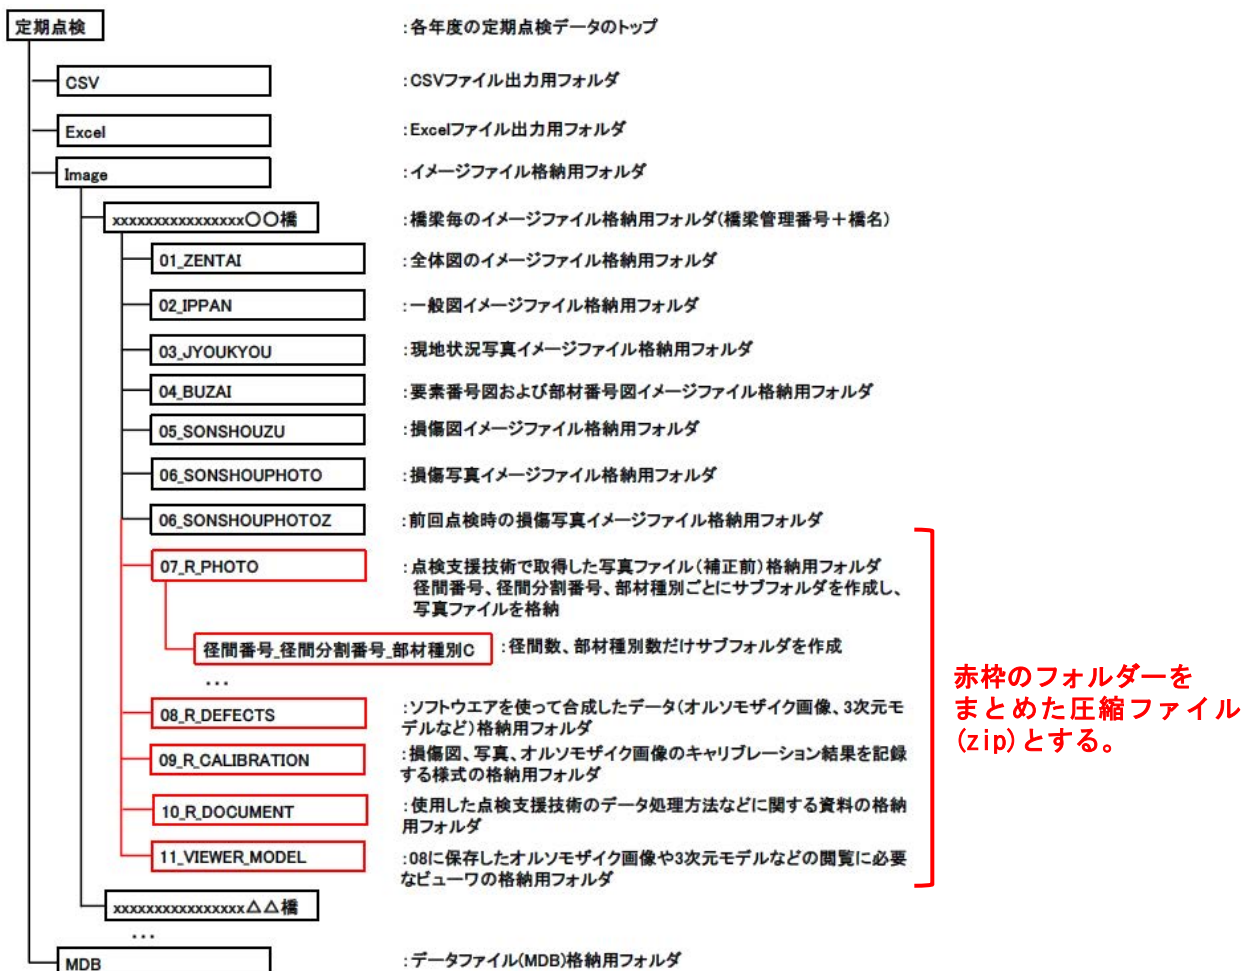 定期点検 :各年度の定期点検データのトップ
CSV :CSVファイル出力用フォルダ
Excel :Excelファイル出力用フォルダ
Image :イメージファイル格納用フォルダ
xxxxxxxxxxxxxxxx〇〇橋 :橋梁毎のイメージファイル格納用フォルダ(橋梁管理番号+橋名)
01_ZENTAI :全体図のイメージファイル格納用フォルダ
02_IPPAN :一般図イメージファイル格納用フォルダ
03_JYOUKYOU :現地状況写真イメージファイル格納用フォルダ
04_BUZAI :要素番号図および部材番号図イメージファイル格納用フォルダ
05_SONSHOUZU :損傷図イメージファイル格納用フォルダ
06_SONSHOUPHOTO :損傷写真イメージファイル格納用フォルダ
06_SONSHOUPHOTOZ :前回点検時の損傷写真イメージファイル格納用フォルダ
07_R_PHOTO :点検支援技術で取得した写真ファイル(補正前)格納用フォルダ
径間番号、径間分割番号、部材種別ごとにサブフォルダを作成し、
写真ファイルを格納
径間番号_径間分割番号_部材種別C :径間数、部材種別数だけサブフォルダを作成
...
08_R_DEFECTS :ソフトウエアを使って合成したデータ(オルソモザイク画像、3次元モ
デルなど)格納用フォルダ
09_R_CALIBRATION :損傷図、写真、オルソモザイク画像のキャリブレーション結果を記録
する様式の格納用フォルダ
10_R_DOCUMENT :使用した点検支援技術のデータ処理方法などに関する資料の格納
用フォルダ
11_VIEWER_MODEL :08に保存したオルソモザイク画像や3次元モデルなどの閲覧に必要
なビューワの格納用フォルダ
赤枠のフォルダーを
まとめた圧縮ファイル
(zip)とする。
xxxxxxxxxxxxxxxx△△橋
...
MDB :データファイル(MDB)格納用フォルダ